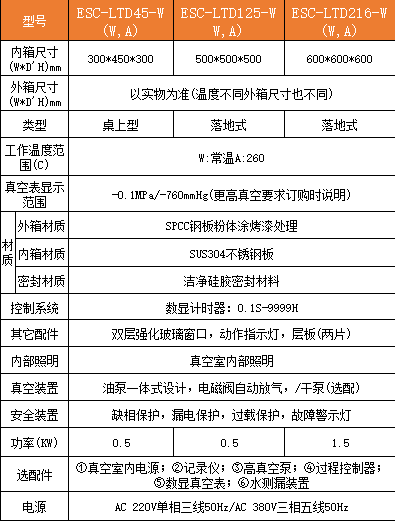 型号
ESC-LTD45-W
(W,A)
ESC-LTD125-W
W,A)
ESC-LTD216-W
(W,A)
内箱尺寸
(W*D'H)mm
300*450*300
500*500*500
600*600*600
外箱尺寸
(W*D'H)mm
以实物为准(温度不同外箱尺寸也不同)
类型
桌上型
落地式
落地式
工作温度范
围(C)
W:常温A:260
真空表显示
范围
-0.1MPa/-760mmHg(更高真空要求订购时说明)
材
质
外箱材质
SPCC钢板粉体涂烤漆处理
内箱材质
SUS304不锈钢板
密封材质
洁净硅胶密封材料
控制系统
数显计时器: 0.1S-9999H
其它配件
双层强化玻璃窗口, 动作指示灯, 层板(两片)
内部照明
真空室内部照明
真空装置
油泵一体式设计, 电磁阀自动放气, /干泵(选配)
安全装置
缺相保护, 漏电保护, 过载保护, 故障警示灯
功率(KW)
0.5
0.5
1.5
选配件
①真空室内电源; ②记录仪; ③高真空泵; ④过程控制器;
⑤数显真空表; ⑥水测漏装置
电源
AC 220V单相三线50Hz/AC 380V三相五线50Hz